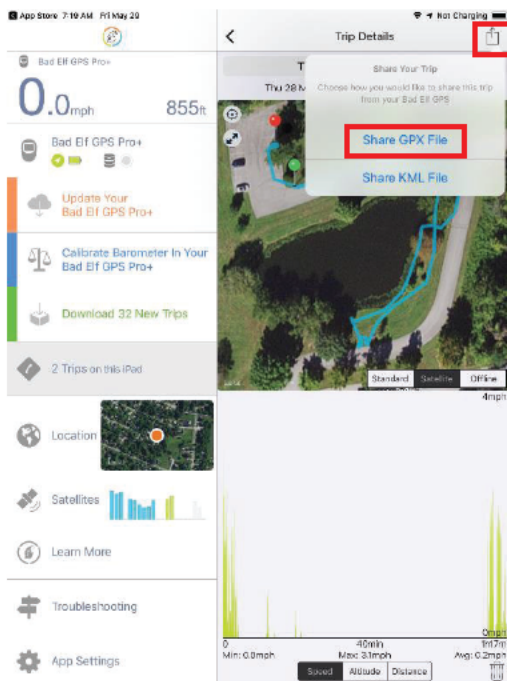 App Store 7:19 AM Fri May 29
Not Charging
Bad Elf GPS Pro+
0.0mph
855ft
Bad Elf GPS Pro+
Update Your
Bad Elf GPS Pro+
Calibrate Barometer In Your
Bad Elf GPS Pro+
Download 32 New Trips
2 Trips on this iPad
Location
Satellites
Learn More
Troubleshooting
App Settings
Trip Details
T
Thu 28 M
Share Your Trip
Choose how you would like to share this trip
from your Bad Elf GPS
Share GPX File
Share KML File
Standard
Satellite
Offline
4mph
0mph
0
40min
1h17m
Min: 0.0mph
Max: 3.1mph
Avg: 0.2mph
Speed
Altitude
Distance